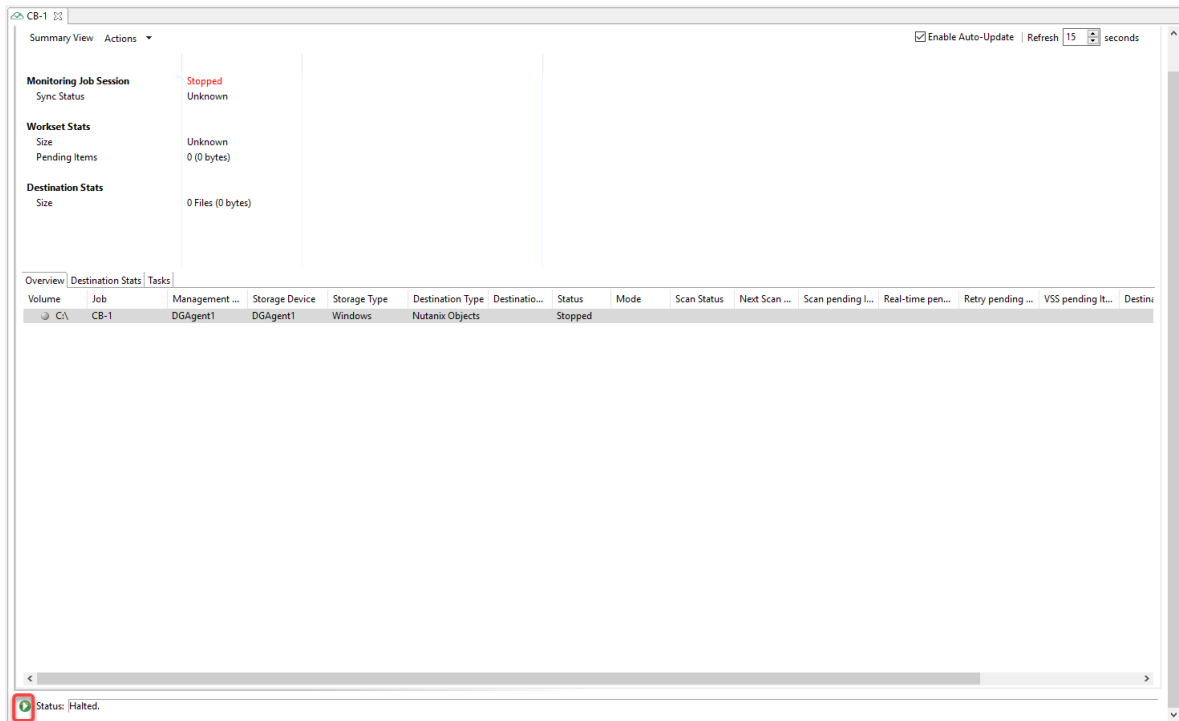 CB-1
Summary View Actions Enable Auto-Update | Refresh 15 seconds
Monitoring Job Session Stopped
Sync Status Unknown
Workset Stats
Size Unknown
Pending Items 0 (0 bytes)
Destination Stats
Size 0 Files (0 bytes)
Overview Destination Stats Tasks
Volume Job Management ... Storage Device Storage Type Destination Type Destinatio... Status Mode Scan Status Next Scan ... Scan pending I... Real-time pen... Retry pending ... VSS pending It... Destina
C:\ CB-1 DGAgent1 DGAgent1 Windows Nutanix Objects Stopped
Status: Halted.